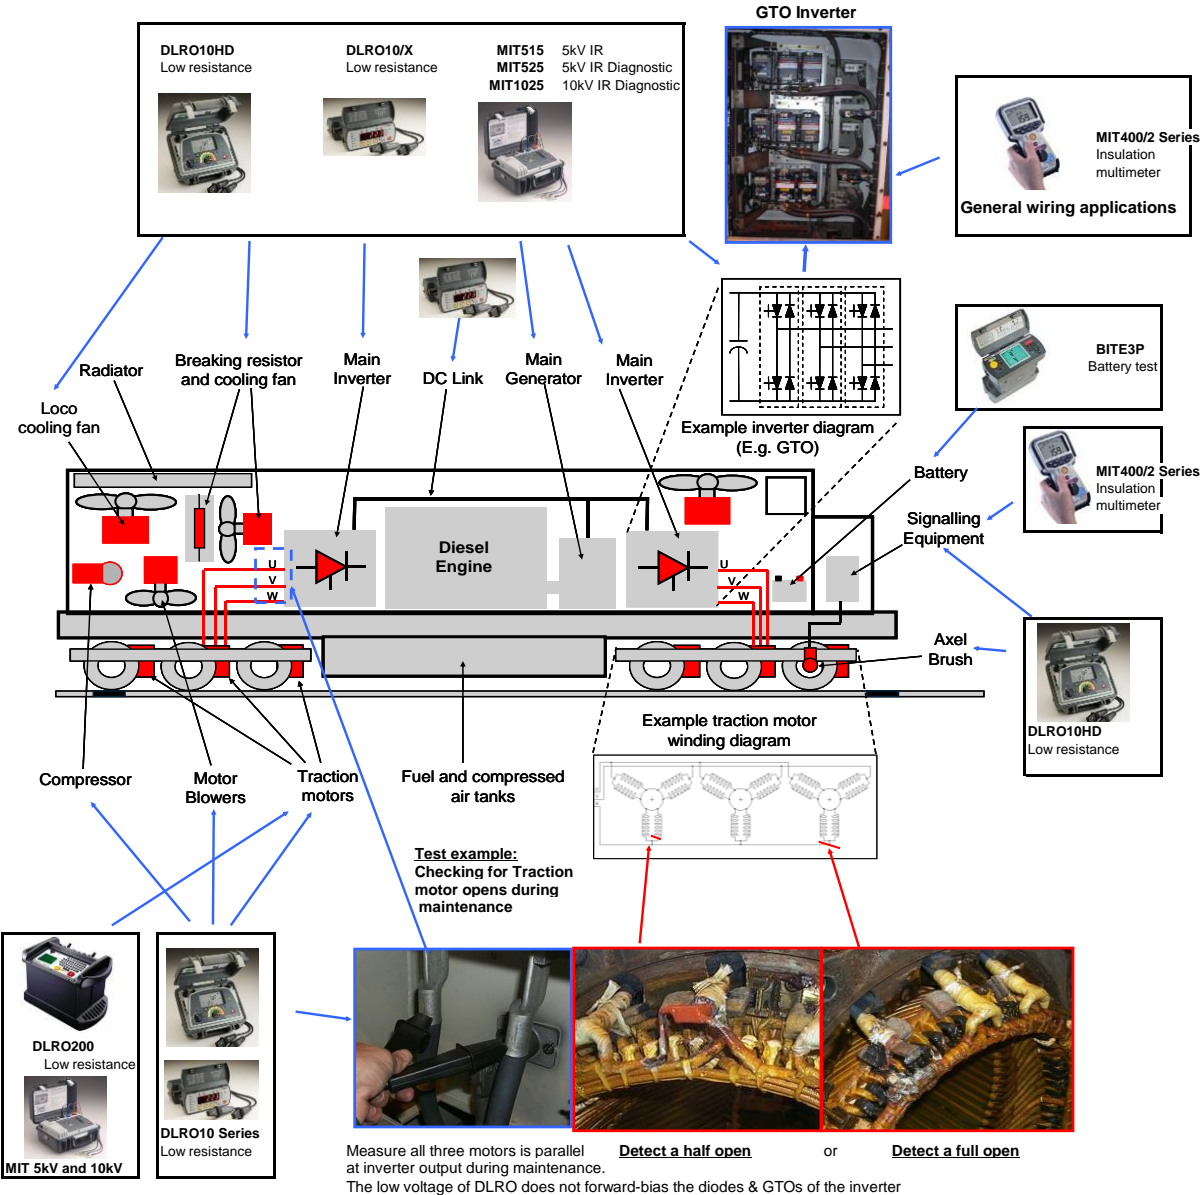 GTO Inverter
DLRO10HD
Low resistance
DLRO10/X
Low resistance
MIT515 5kV IR
MIT525 5kV IR Diagnostic
MIT1025 10kV IR Diagnostic
MIT400/2 Series
Insulation
multimeter
General wiring applications
Radiator
Breaking resistor
and cooling fan
Main
Inverter
DC Link
Main
Generator
Main
Inverter
Loco
cooling fan
Example inverter diagram
(E.g. GTO)
BITE3P
Battery test
Battery
MIT400/2 Series
Insulation
multimeter
Signalling
Equipment
Diesel
Engine
U
V
W
U
V
W
Axel
Brush
DLRO10HD
Low resistance
Example traction motor
winding diagram
Compressor
Motor
Blowers
Traction
motors
Fuel and compressed
air tanks
Test example:
Checking for Traction
motor opens during
maintenance
DLRO200
Low resistance
MIT 5kV and 10kV
DLRO10 Series
Low resistance
Measure all three motors is parallel
at inverter output during maintenance.
The low voltage of DLRO does not forward-bias the diodes & GTOs of the inverter
Detect a half open
or
Detect a full open